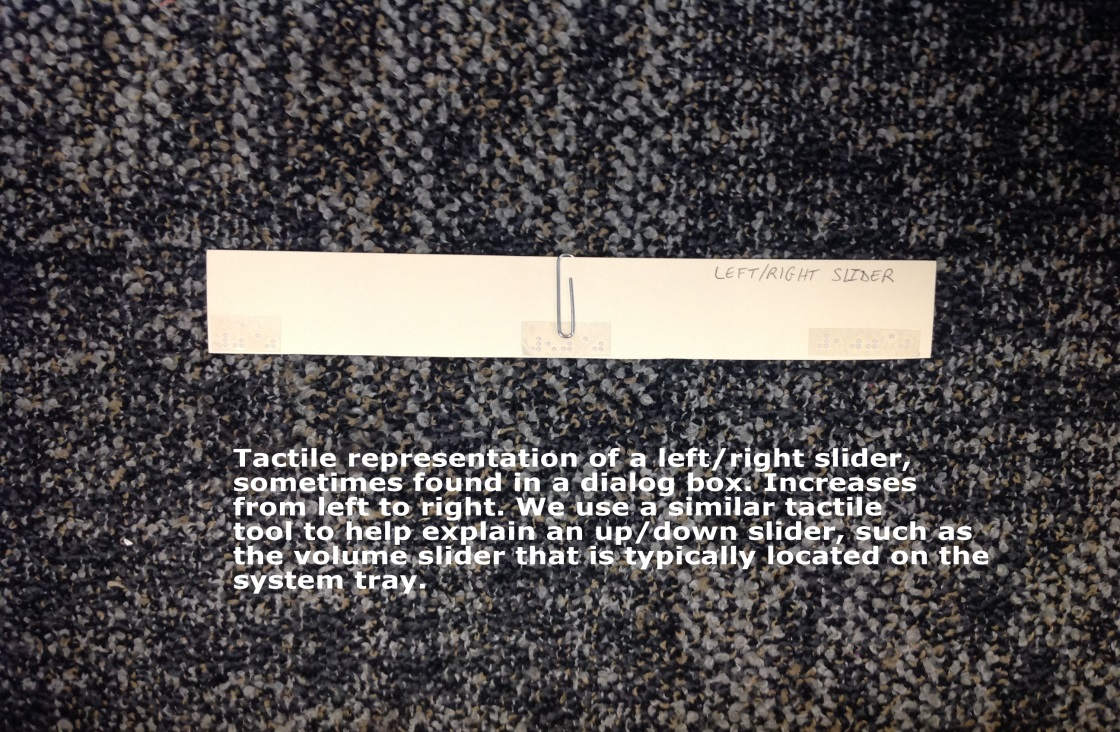 LEFT/RIGHT SLIDER
Tactile representation of a left/right slider,
sometimes found in a dialog box. Increases
from left to right. We use a similar tactile
tool to help explain an up/down slider, such as
the volume slider that is typically located on the
system tray.